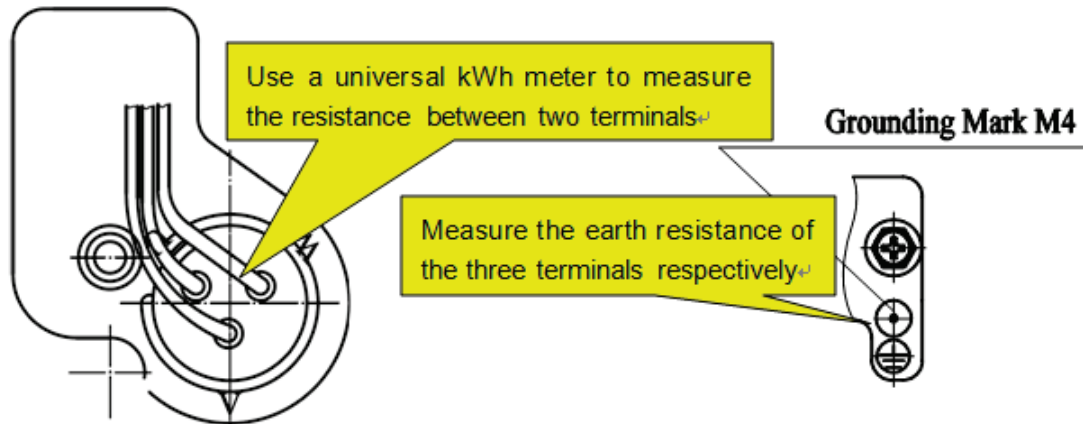 Use a universal kWh meter to measure
the resistance between two terminals↵
Grounding Mark M4
Measure the earth resistance of
the three terminals respectively↵
M